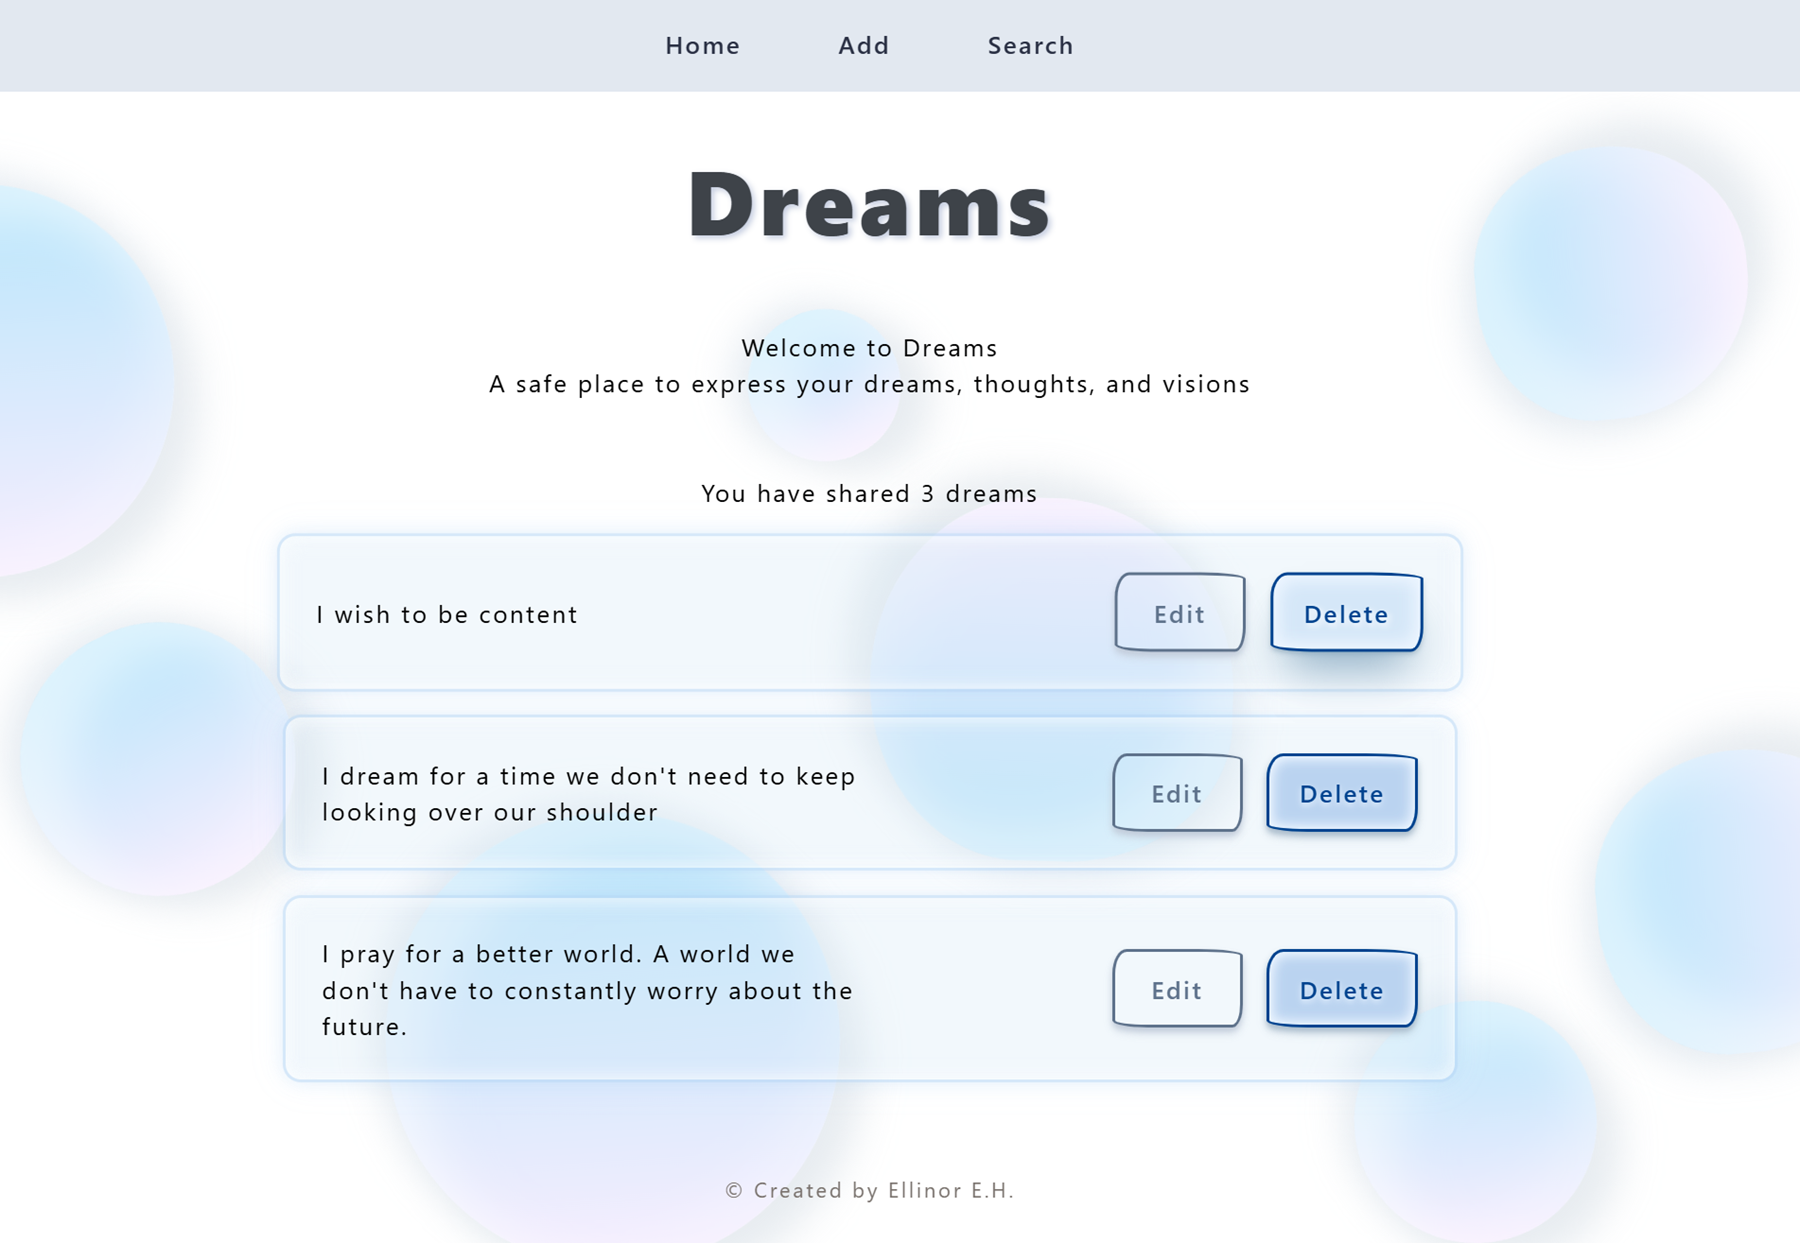 Home Add Search
Dreams
Welcome to Dreams
A safe place to express your dreams, thoughts, and visions
You have shared 3 dreams
I wish to be content
Edit Delete
I dream for a time we don't need to keep
looking over our shoulder
Edit Delete
I pray for a better world. A world we
don't have to constantly worry about the
future.
Edit Delete
© Created by Ellinor E.H.